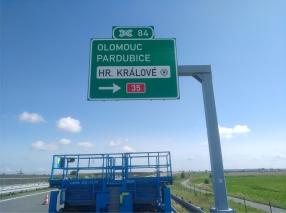 84
OLOMOUC
PARDUBICE
HR. KRÁLOVÉ
35